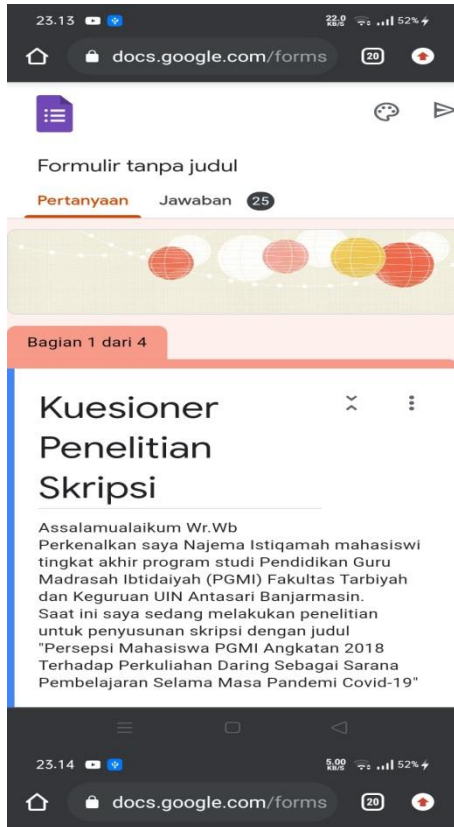 23.13
22.0 KB/S 52%
docs.google.com/forms 20
Formulir tanpa judul
Pertanyaan Jawaban 25
Bagian 1 dari 4
Kuesioner
Penelitian
Skripsi
Assalamualaikum Wr.Wb
Perkenalkan saya Najema Istiqamah mahasiswi
tingkat akhir program studi Pendidikan Guru
Madrasah Ibtidaiyah (PGMI) Fakultas Tarbiyah
dan Keguruan UIN Antasari Banjarmasin.
Saat ini saya sedang melakukan penelitian
untuk penyusunan skripsi dengan judul
"Persepsi Mahasiswa PGMI Angkatan 2018
Terhadap Perkuliahan Daring Sebagai Sarana
Pembelajaran Selama Masa Pandemi Covid-19"
23.14
5.00 KB/S 52%
docs.google.com/forms 20